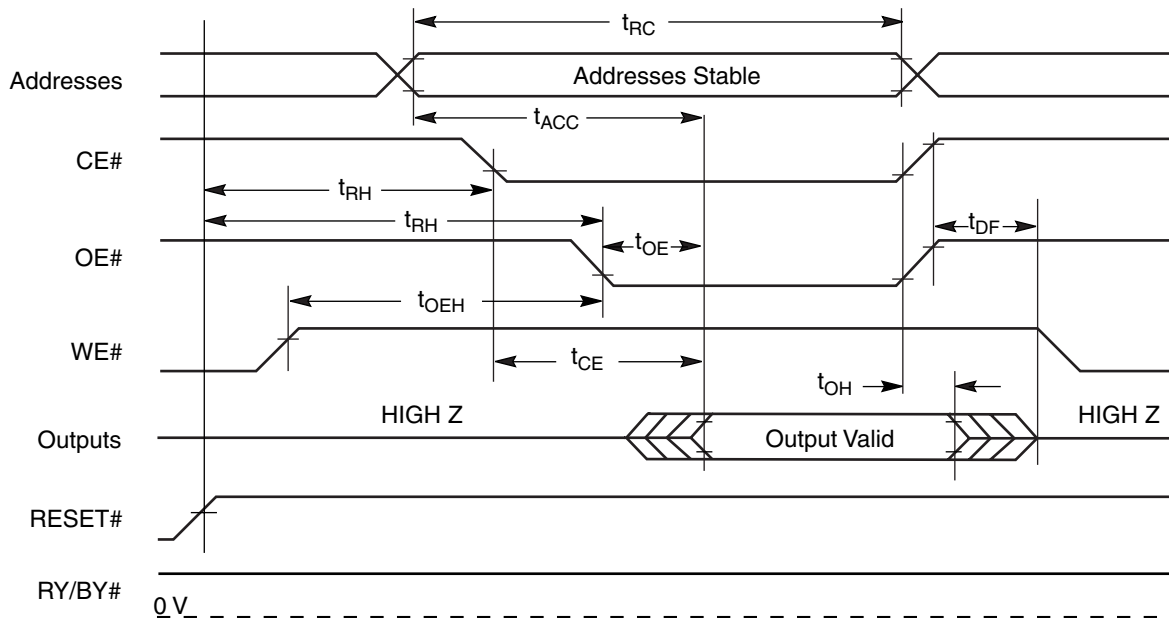 tRC
Addresses
Addresses Stable
tACC
CE#
tRH
tRH
tOE
tDF
OE#
tOEH
WE#
tCE
tOH
HIGH Z
HIGH Z
Outputs
Output Valid
RESET#
RY/BY#
0 V